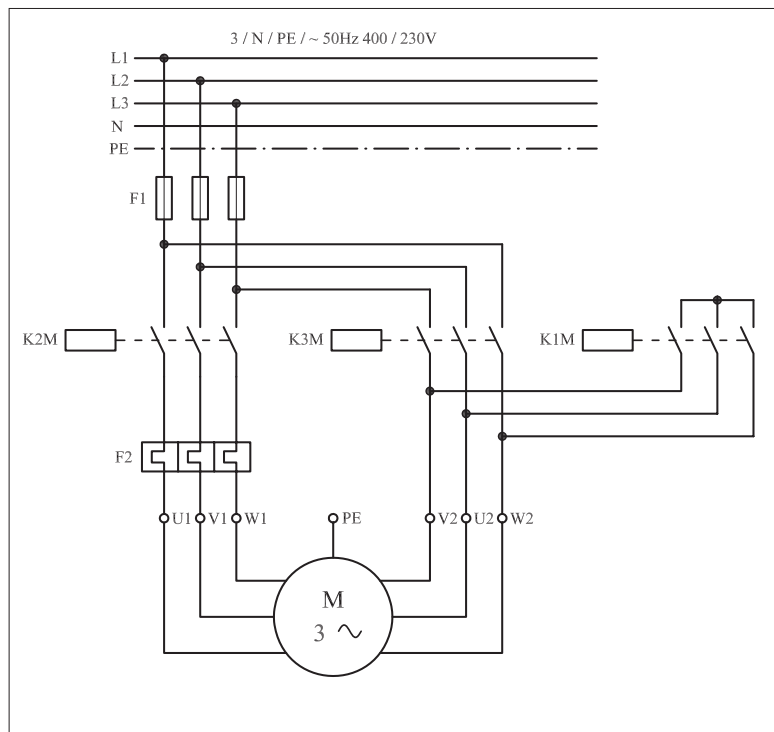 3 / N / PE / ~ 50Hz 400 / 230V
L1
L2
L3
N
PE
F1
K2M
K3M
K1M
F2
U1 V1 W1 PE V2 U2 W2
M
3 ~